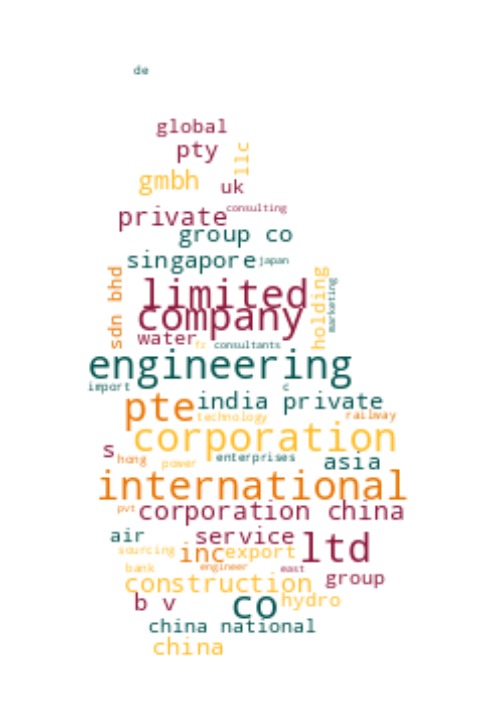 de
global
pty
llc
gmbh
uk
consulting
private
group co
singapore
japan
sdn bhd
holding
marketing
limited
company
water
fz
consultants
engineering
import
c
pte
india private
technology
railway
corporation
s
hong
power
enterprises
asia
international
pvt
corporation china
air
service
sourcing
inc
export
ltd
bank
engineer
east
construction
group
b v
co
hydro
china national
china